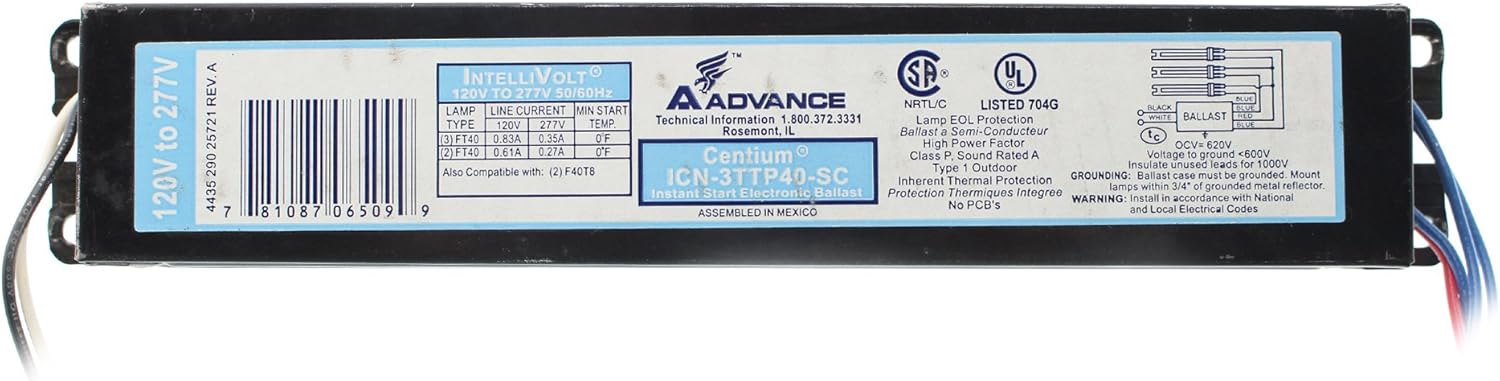 120V to 277V
4435 290 25721 REV. A
7 81087 06509 9
INTELLIVOLT®
120V TO 277V 50/60Hz
LAMP TYPE LINE CURRENT MIN START TEMP.
120V 277V
(3) FT40 0.83A 0.35A 0°F
(2) FT40 0.61A 0.27A 0°F
Also Compatible with: (2) F40T8
™
ADVANCE
Technical Information 1.800.372.3331
Rosemont, IL
Centium®
ICN-3TTP40-SC
Instant Start Electronic Ballast
ASSEMBLED IN MEXICO
CSA
NRTL/C
UL
LISTED 704G
Lamp EOL Protection
Ballast a Semi-Conducteur
High Power Factor
Class P, Sound Rated A
Type 1 Outdoor
Inherent Thermal Protection
Protection Thermiques Integree
No PCB's
BLACK
WHITE
BALLAST
BLUE
BLUE
RED
BLUE
tc
OCV= 620V
Voltage to ground <600V
Insulate unused leads for 1000V
GROUNDING: Ballast case must be grounded. Mount
lamps within 3/4" of grounded metal reflector.
WARNING: Install in accordance with National
and Local Electrical Codes